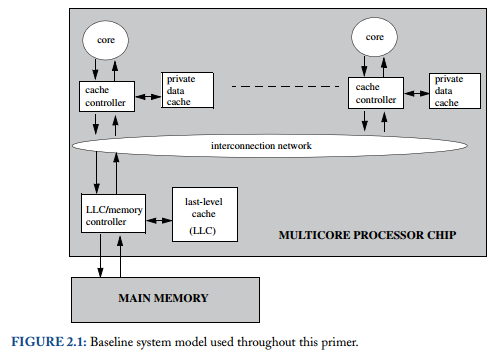 core
core
cache
controller
private
data
cache
cache
controller
private
data
cache
interconnection network
LLC/memory
controller
last-level
cache
(LLC)
MULTICORE PROCESSOR CHIP
MAIN MEMORY
FIGURE 2.1: Baseline system model used throughout this primer.